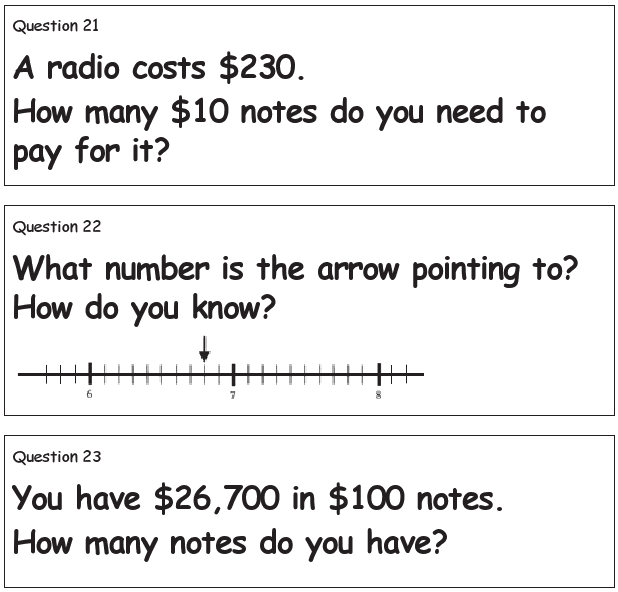 Question 21
A radio costs $230.
How many $10 notes do you need to
pay for it?
Question 22
What number is the arrow pointing to?
How do you know?
6 7 8
Question 23
You have $26,700 in $100 notes.
How many notes do you have?